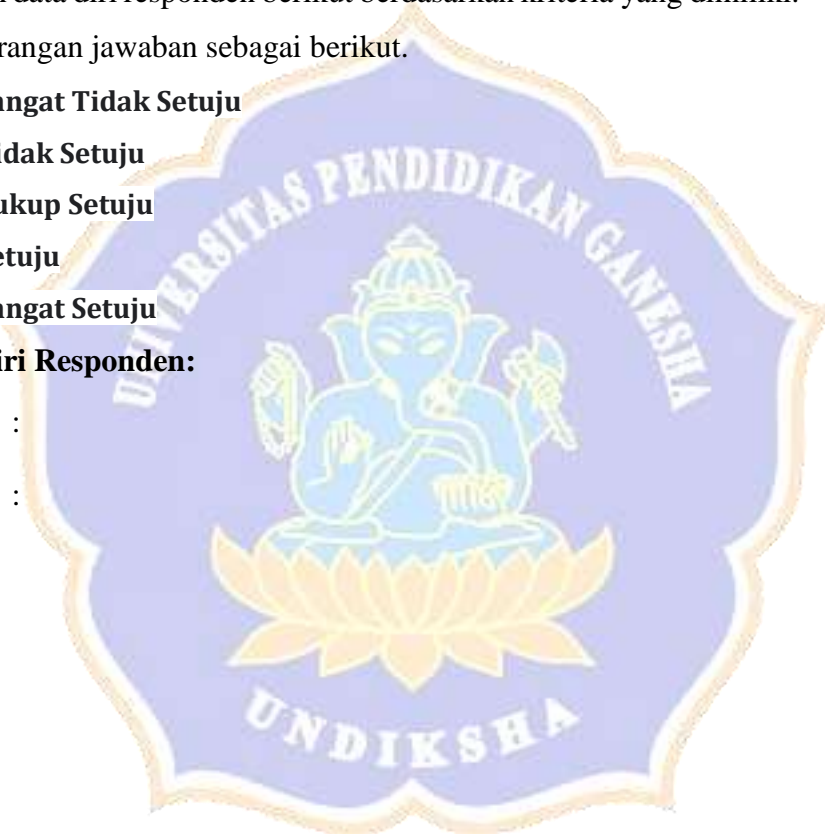 data diri responden berikut berdasarkan kriteria yang dimiliki.
rangan jawaban sebagai berikut.
angat Tidak Setuju
idak Setuju
ukup Setuju
etuju
angat Setuju
iri Responden:
:
:
UNIVERSITAS PENDIDIKAN GANESHA
UNDIKSHA